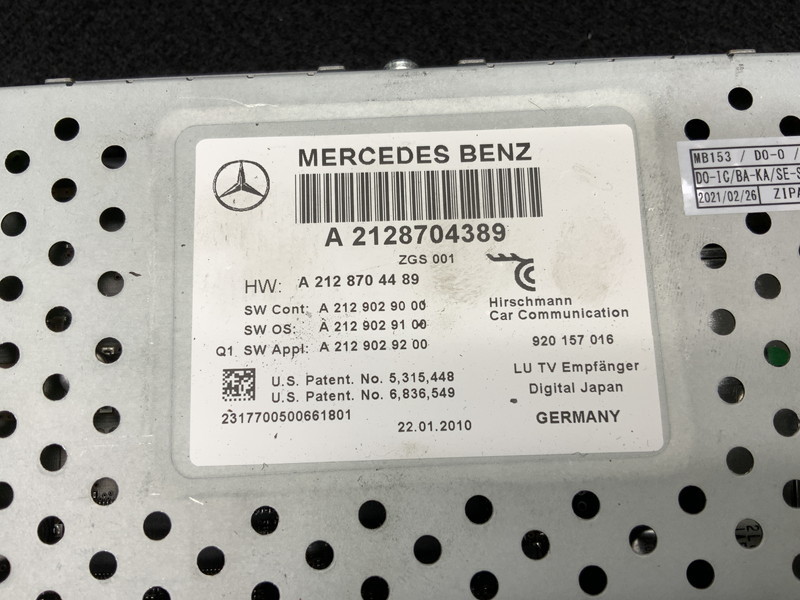 MERCEDES BENZ
A 2128704389
ZGS 001
HW: A 212 870 44 89
SW Cont: A 212 902 90 00
SW OS: A 212 902 91 00
Q1 SW Appl: A 212 902 92 00
Hirschmann
Car Communication
920 157 016
LU TV Empfänger
Digital Japan
GERMANY
U.S. Patent. No. 5,315,448
U.S. Patent. No. 6,836,549
2317700500661801
22.01.2010
MB153 / DO-O /
DO-IC/BA-KA/SE-S
2021/02/26 ZIPA